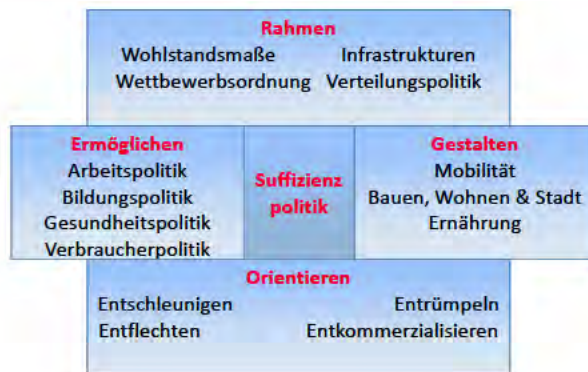 Rahmen
Wohlstandsmaße Infrastrukturen
Wettbewerbsordnung Verteilungspolitik
Ermöglichen
Arbeitspolitik
Bildungspolitik
Gesundheitspolitik
Verbraucherpolitik
Suffizienz
politik
Gestalten
Mobilität
Bauen, Wohnen & Stadt
Ernährung
Orientieren
Entschleunigen Entrümpeln
Entflechten Entkommerzialisieren